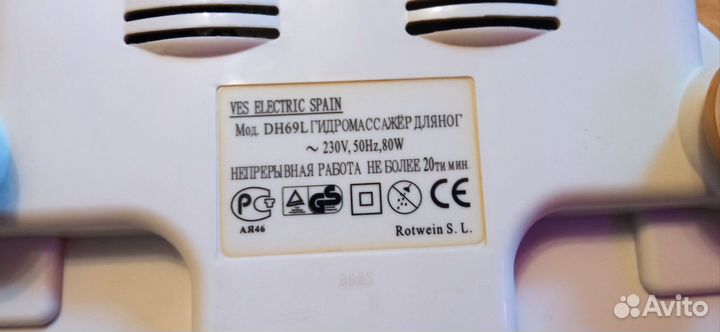 VES ELECTRIC SPAIN
Мод. DH69L ГИДРОМАССАЖЁР ДЛЯНОГ
~ 230V, 50Hz, 80W
НЕПРЕРЫВНАЯ РАБОТА НЕ БОЛЕЕ 20ТИ МИН.
АЯ46
Rotwein S. L.
Avito